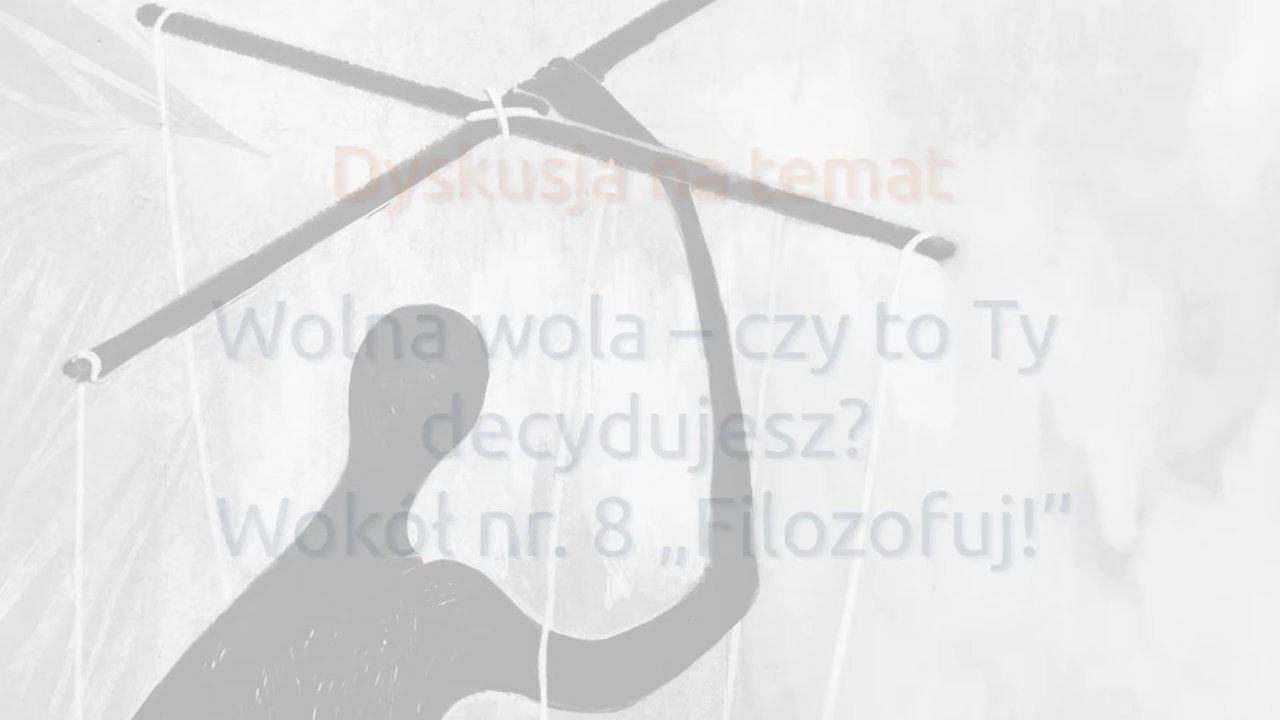 Dyskusja na temat
Wolna wola – czy to Ty
decydujesz?
Wokół nr. 8 „Filozofuj!”